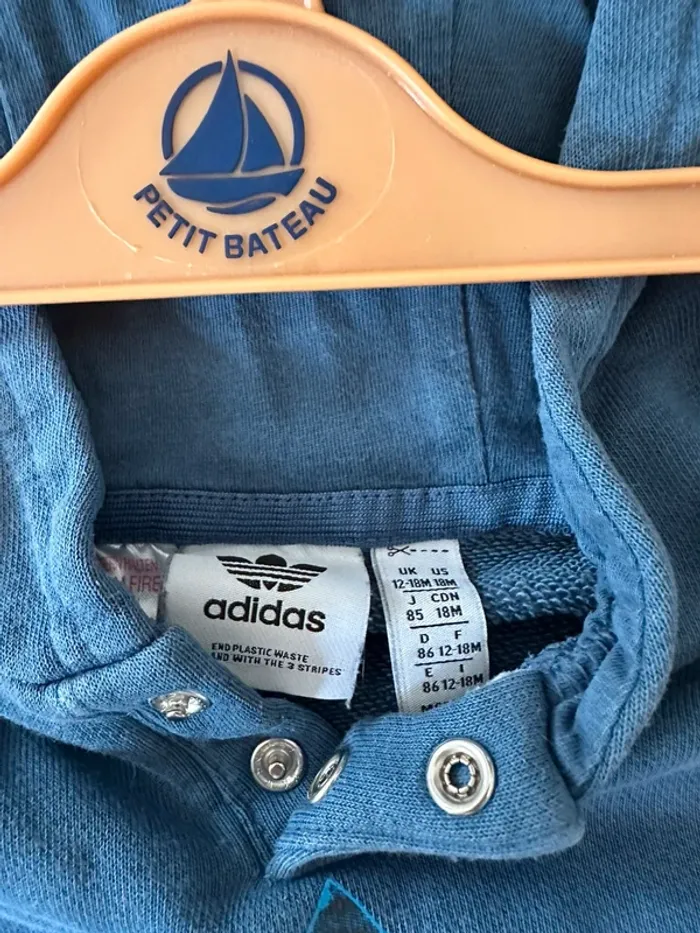 PETIT BATEAU
FIRE
adidas
END PLASTIC WASTE
AND WITH THE 3 STRIPES
UK US
12-18M 18M
J CDN
85 18M
D F
86 12-18M
E I
86 12-18M